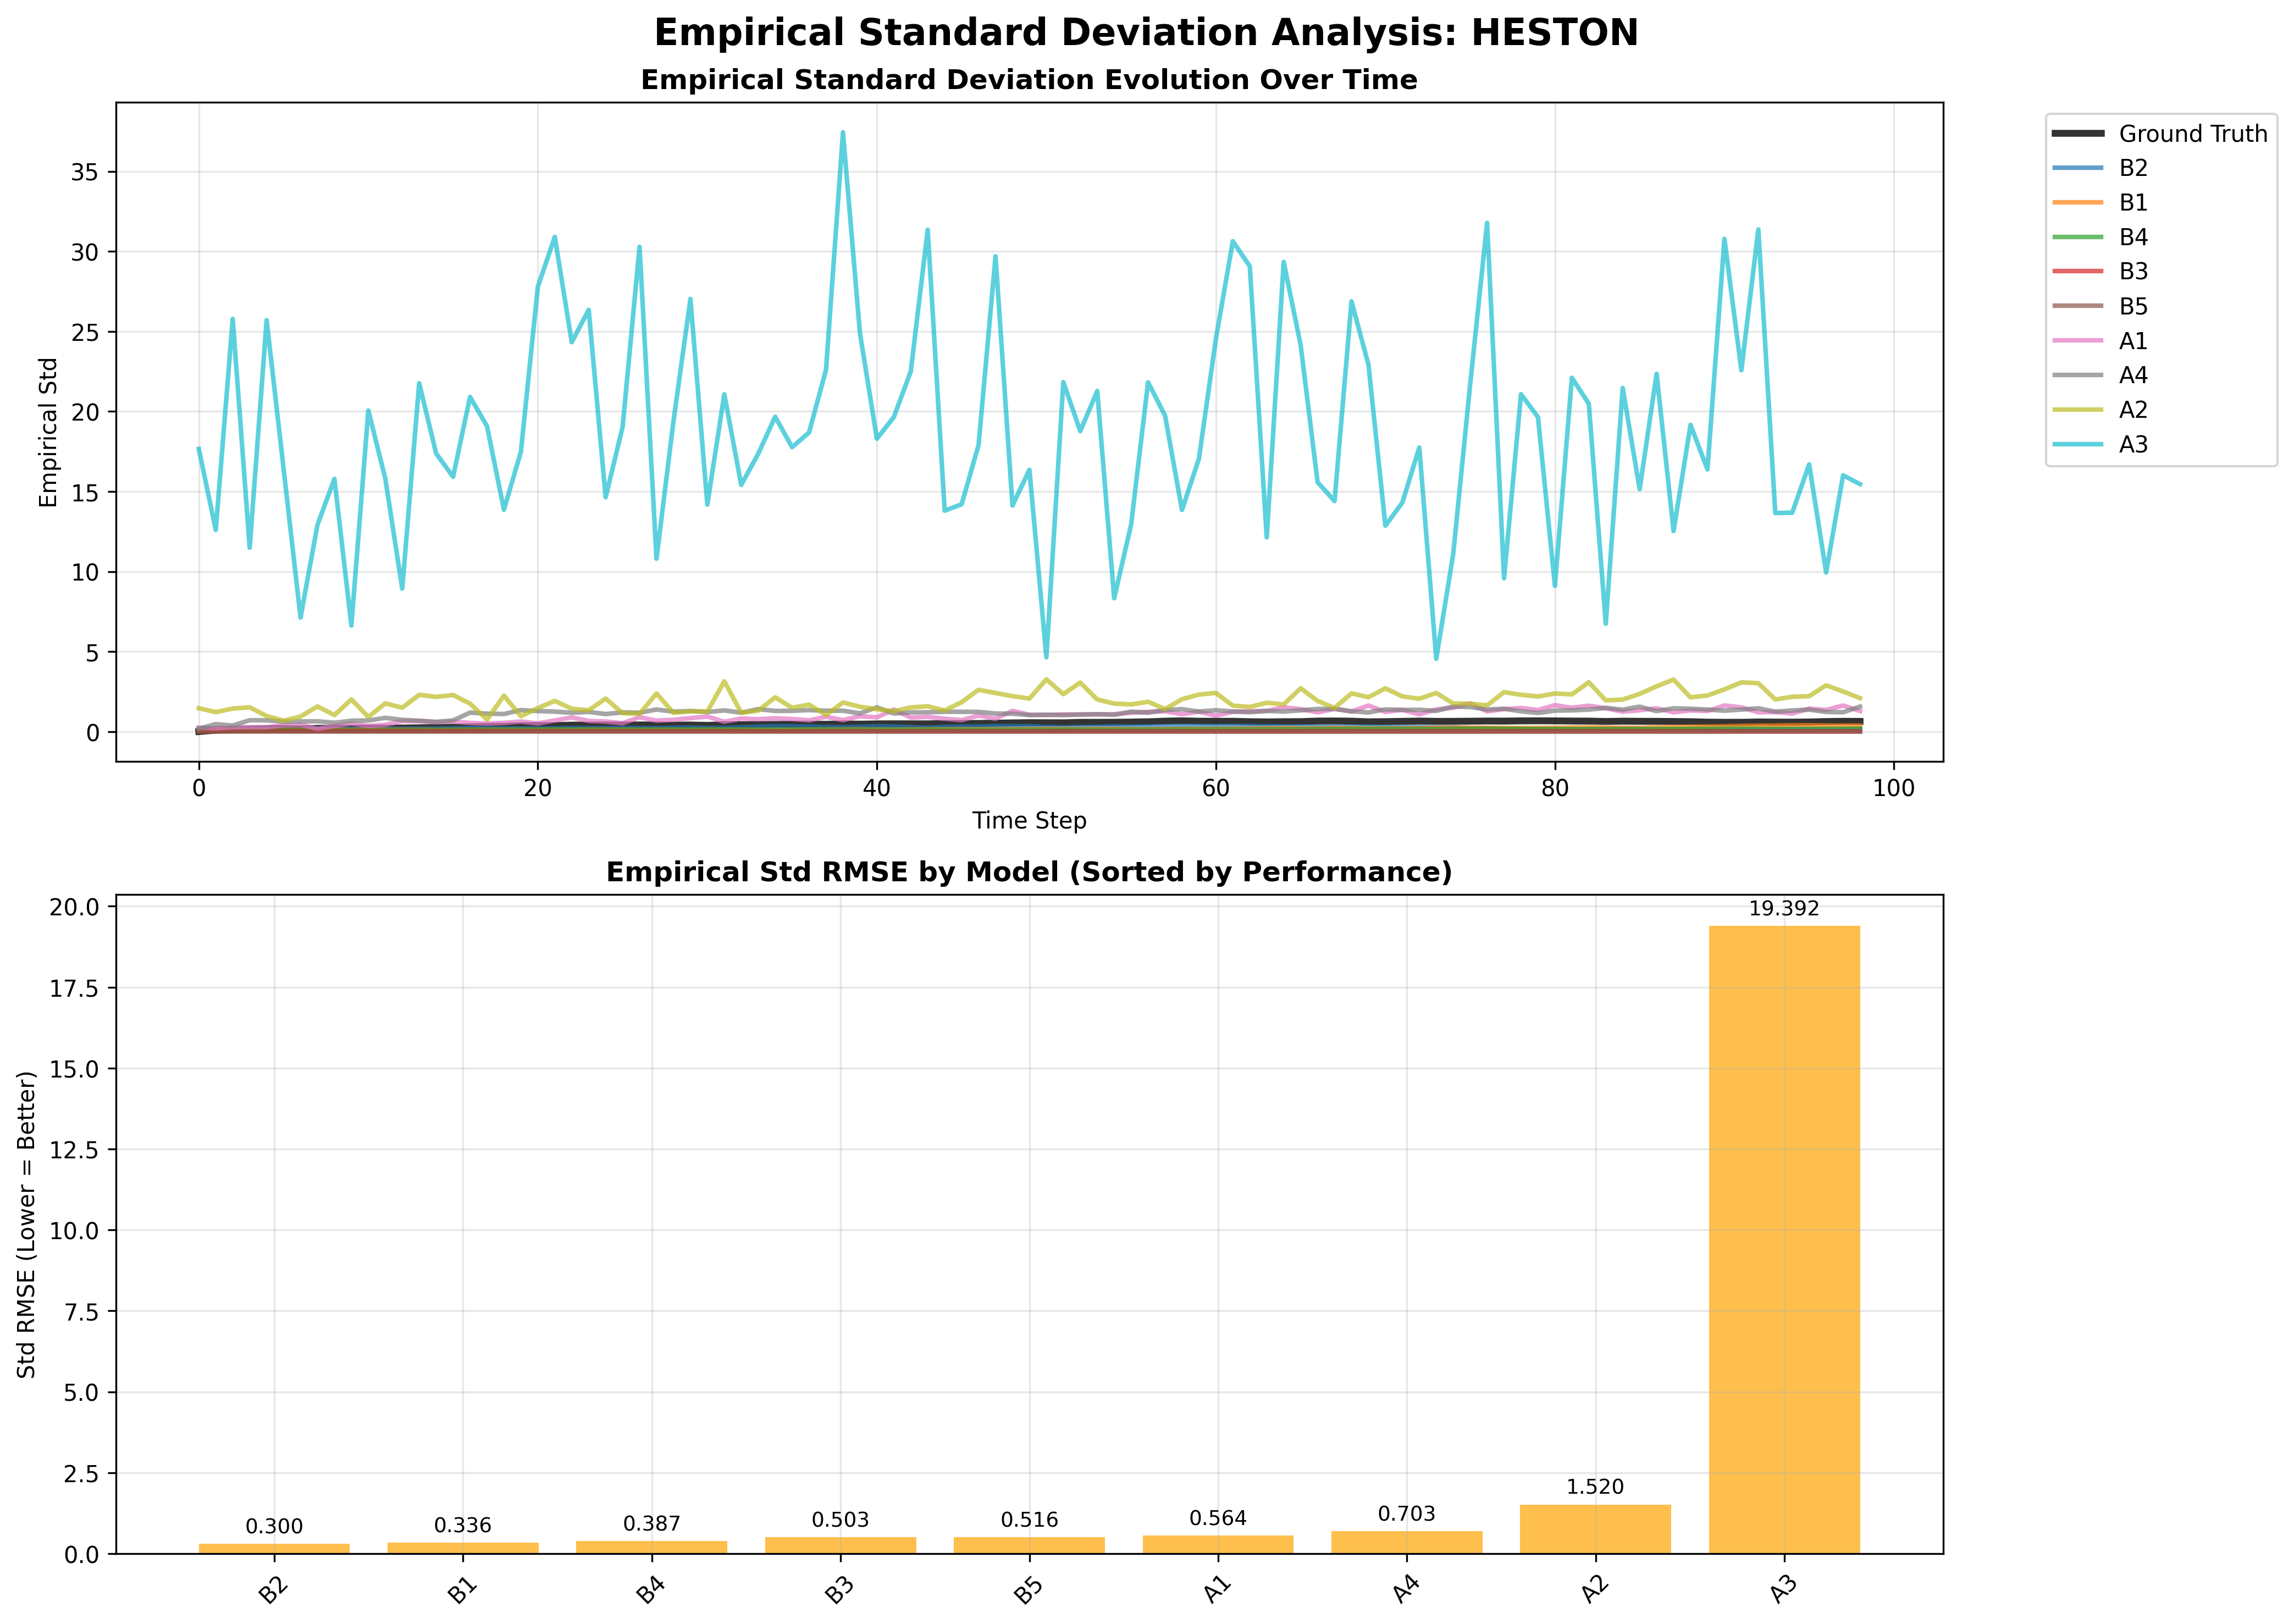 Empirical Standard Deviation Analysis: HESTON
Empirical Standard Deviation Evolution Over Time
Empirical Std
35
30
25
20
15
10
5
0
0 20 40 60 80 100
Time Step
Ground Truth
B2
B1
B4
B3
B5
A1
A4
A2
A3
Empirical Std RMSE by Model (Sorted by Performance)
Std RMSE (Lower = Better)
20.0
17.5
15.0
12.5
10.0
7.5
5.0
2.5
0.0
0.300 0.336 0.387 0.503 0.516 0.564 0.703 1.520 19.392
B2 B1 B4 B3 B5 A1 A4 A2 A3